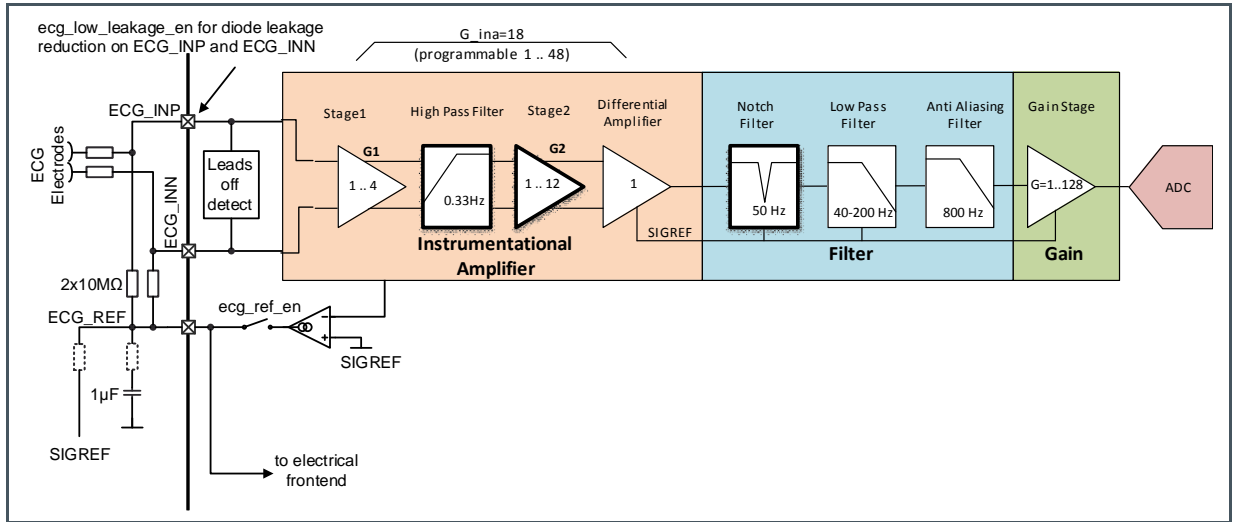 ecg_low_leakage_en for diode leakage
reduction on ECG_INP and ECG_INN
G_ina=18
(programmable 1 .. 48)
ECG_INP
ECG
Electrodes
ECG_INN
Leads
off
detect
Stage1
High Pass Filter
Stage2
Differential
Amplifier
G1
G2
1 .. 4
0.33Hz
1 .. 12
1
Instrumentational
Amplifier
Notch
Filter
Low Pass
Filter
Anti Aliasing
Filter
50 Hz
40-200 Hz
800 Hz
SIGREF
Filter
Gain Stage
G=1..128
Gain
ADC
2x10MΩ
ECG_REF
ecg_ref_en
-
+
SIGREF
1µF
SIGREF
to electrical
frontend